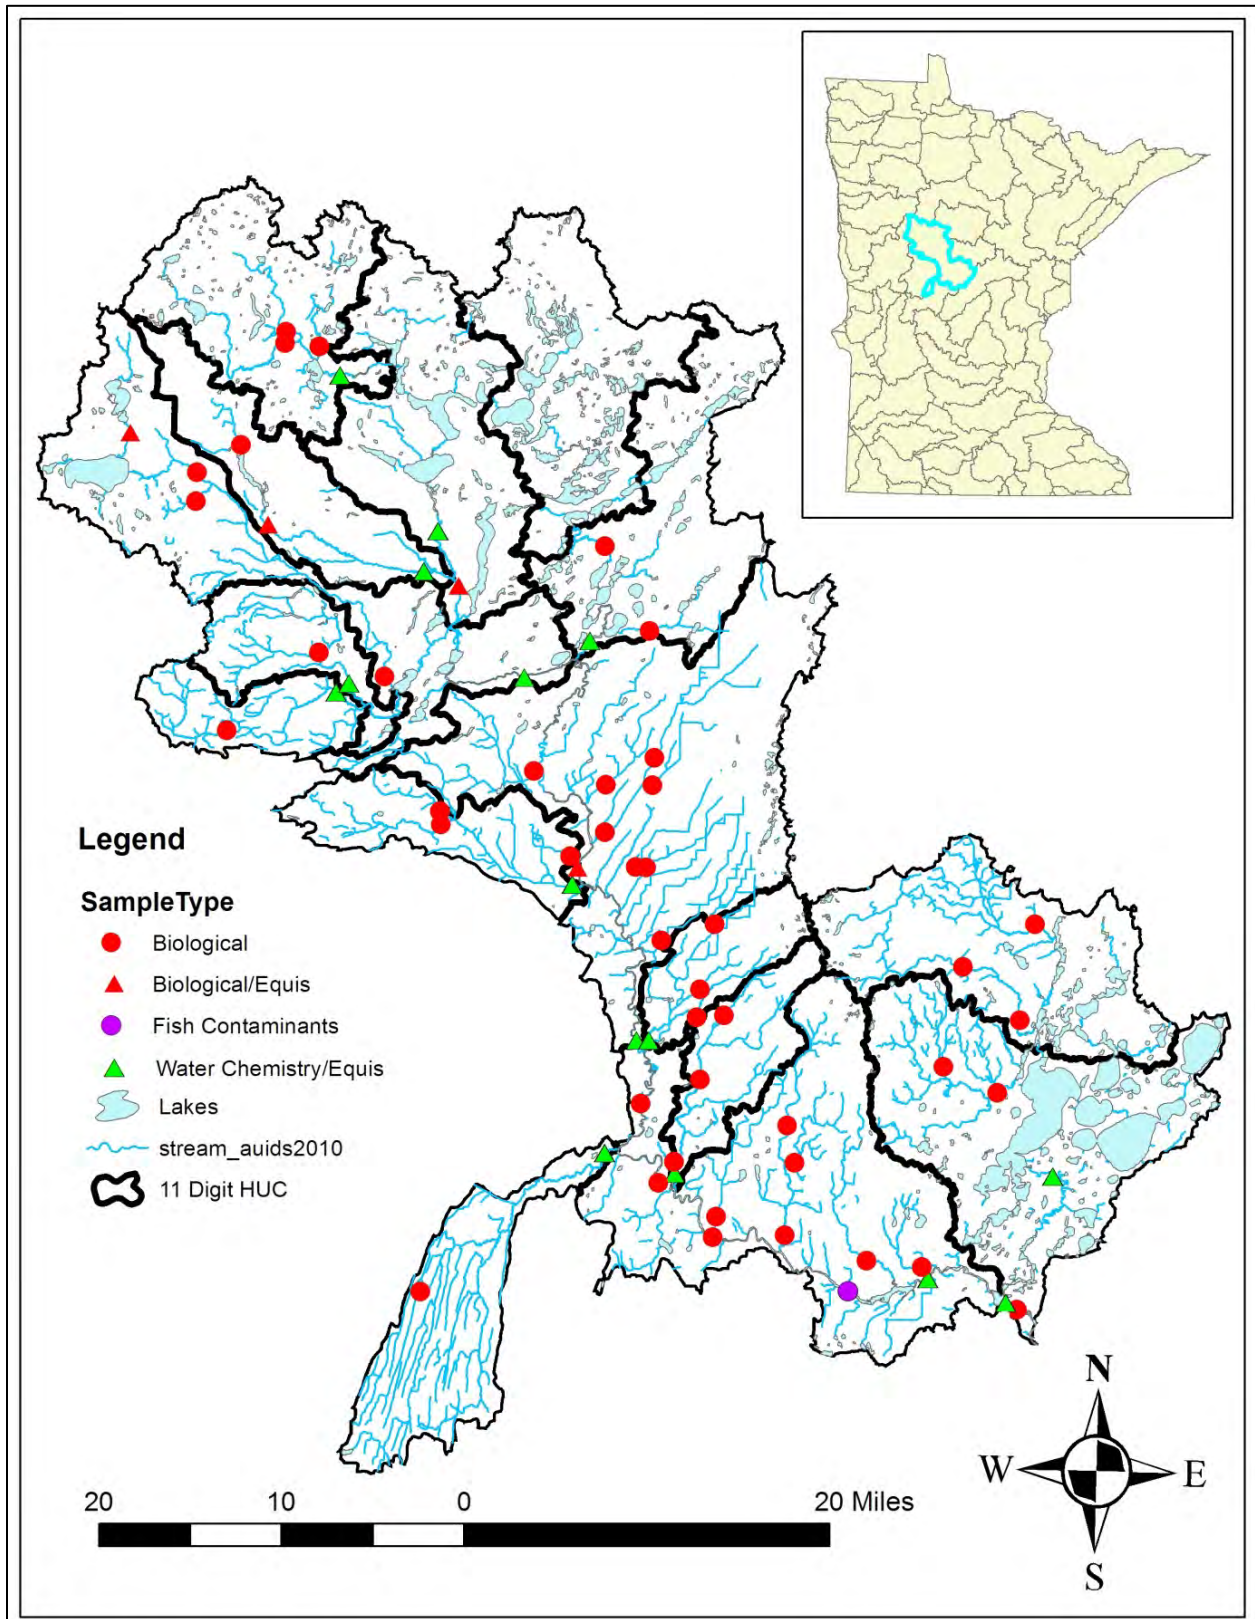 Legend
SampleType
Biological
Biological/Equis
Fish Contaminants
Water Chemistry/Equis
Lakes
stream_auids2010
11 Digit HUC
N
W E
S
20 10 0 20 Miles